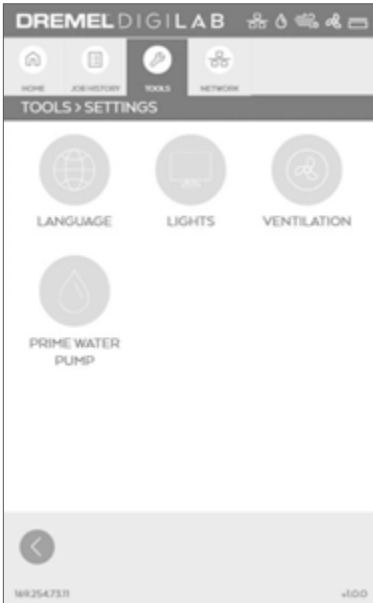 DREMEL DIGILAB
HOME JOB HISTORY TOOLS NETWORK
TOOLS > SETTINGS
LANGUAGE LIGHTS VENTILATION
PRIME WATER
PUMP
169.254.73.11 v1.0.0